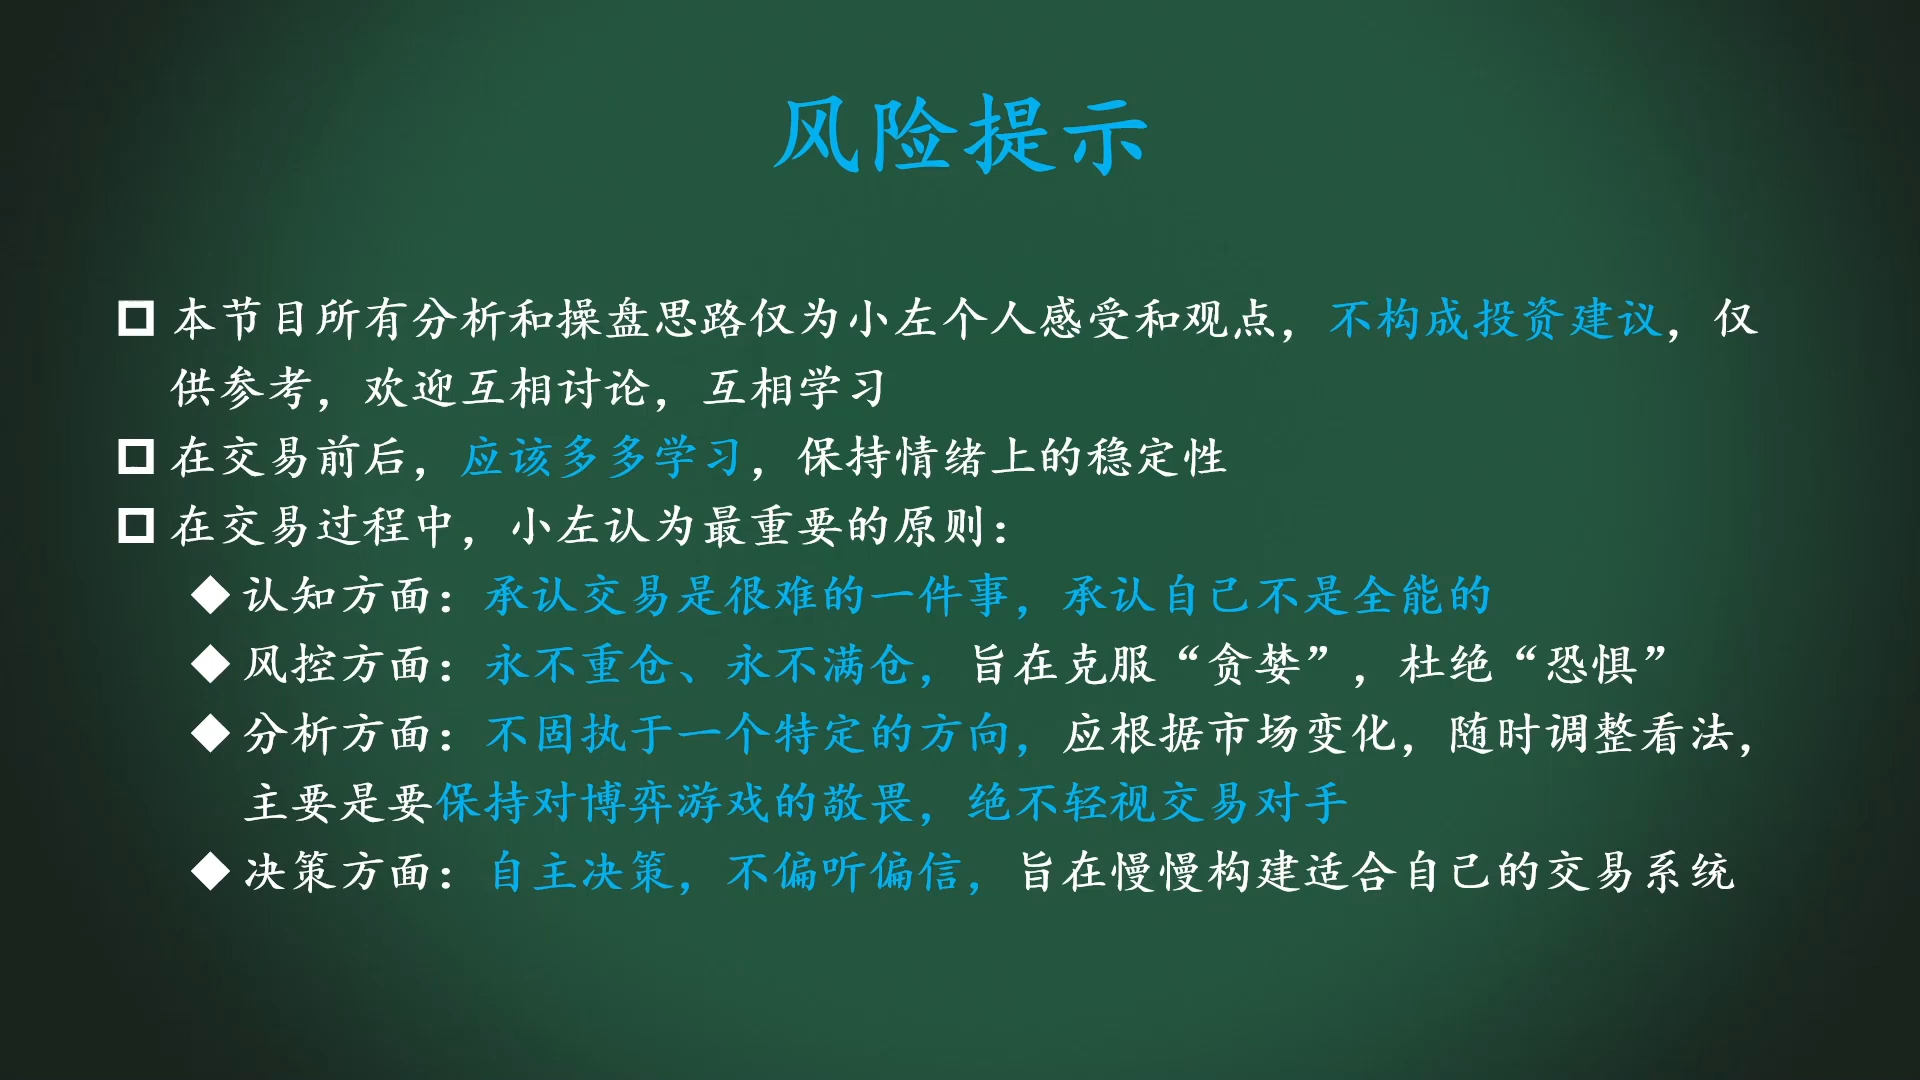 风险提示
本节目所有分析和操盘思路仅为小左个人感受和观点，不构成投资建议，仅
供参考，欢迎互相讨论，互相学习
在交易前后，应该多多学习，保持情绪上的稳定性
在交易过程中，小左认为最重要的原则：
认知方面：承认交易是很难的一件事，承认自己不是全能的
风控方面：永不重仓、永不满仓，旨在克服“贪婪”，杜绝“恐惧”
分析方面：不固执于一个特定的方向，应根据市场变化，随时调整看法，
主要是要保持对博弈游戏的敬畏，绝不轻视交易对手
决策方面：自主决策，不偏听偏信，旨在慢慢构建适合自己的交易系统